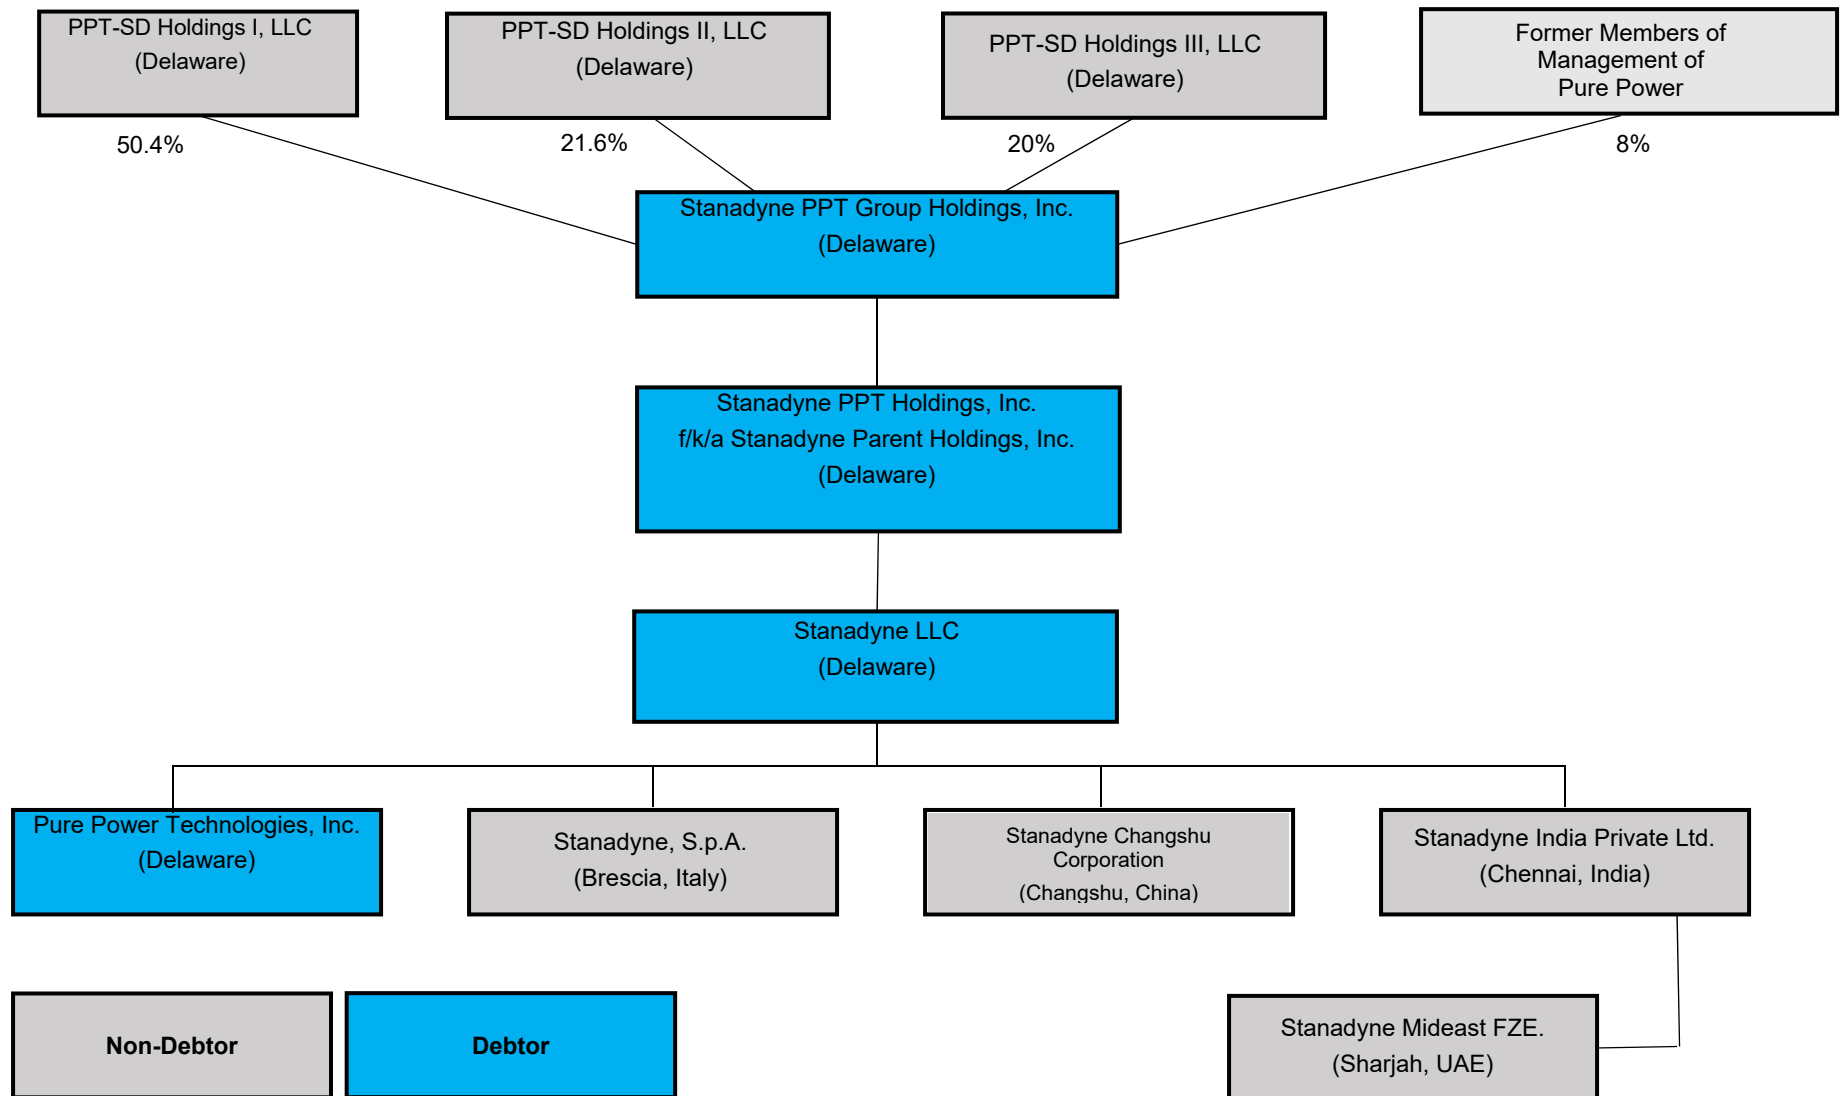 PPT-SD Holdings I, LLC
(Delaware)
PPT-SD Holdings II, LLC
(Delaware)
PPT-SD Holdings III, LLC
(Delaware)
Former Members of
Management of
Pure Power
50.4%
21.6%
20%
8%
Stanadyne PPT Group Holdings, Inc.
(Delaware)
Stanadyne PPT Holdings, Inc.
f/k/a Stanadyne Parent Holdings, Inc.
(Delaware)
Stanadyne LLC
(Delaware)
Pure Power Technologies, Inc.
(Delaware)
Stanadyne, S.p.A.
(Brescia, Italy)
Stanadyne Changshu
Corporation
(Changshu, China)
Stanadyne India Private Ltd.
(Chennai, India)
Non-Debtor
Debtor
Stanadyne Mideast FZE.
(Sharjah, UAE)